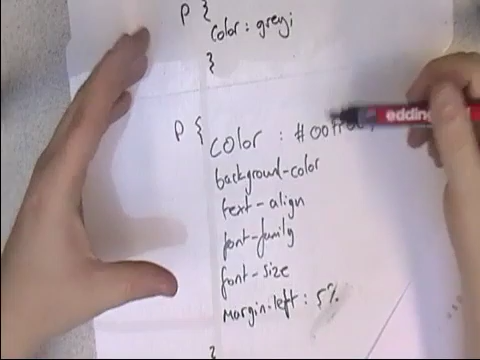 p {
color : grey;
}
p {
color : #00ff
background-color
text-align
font-family
font-size
margin-left : 5%
}
edding